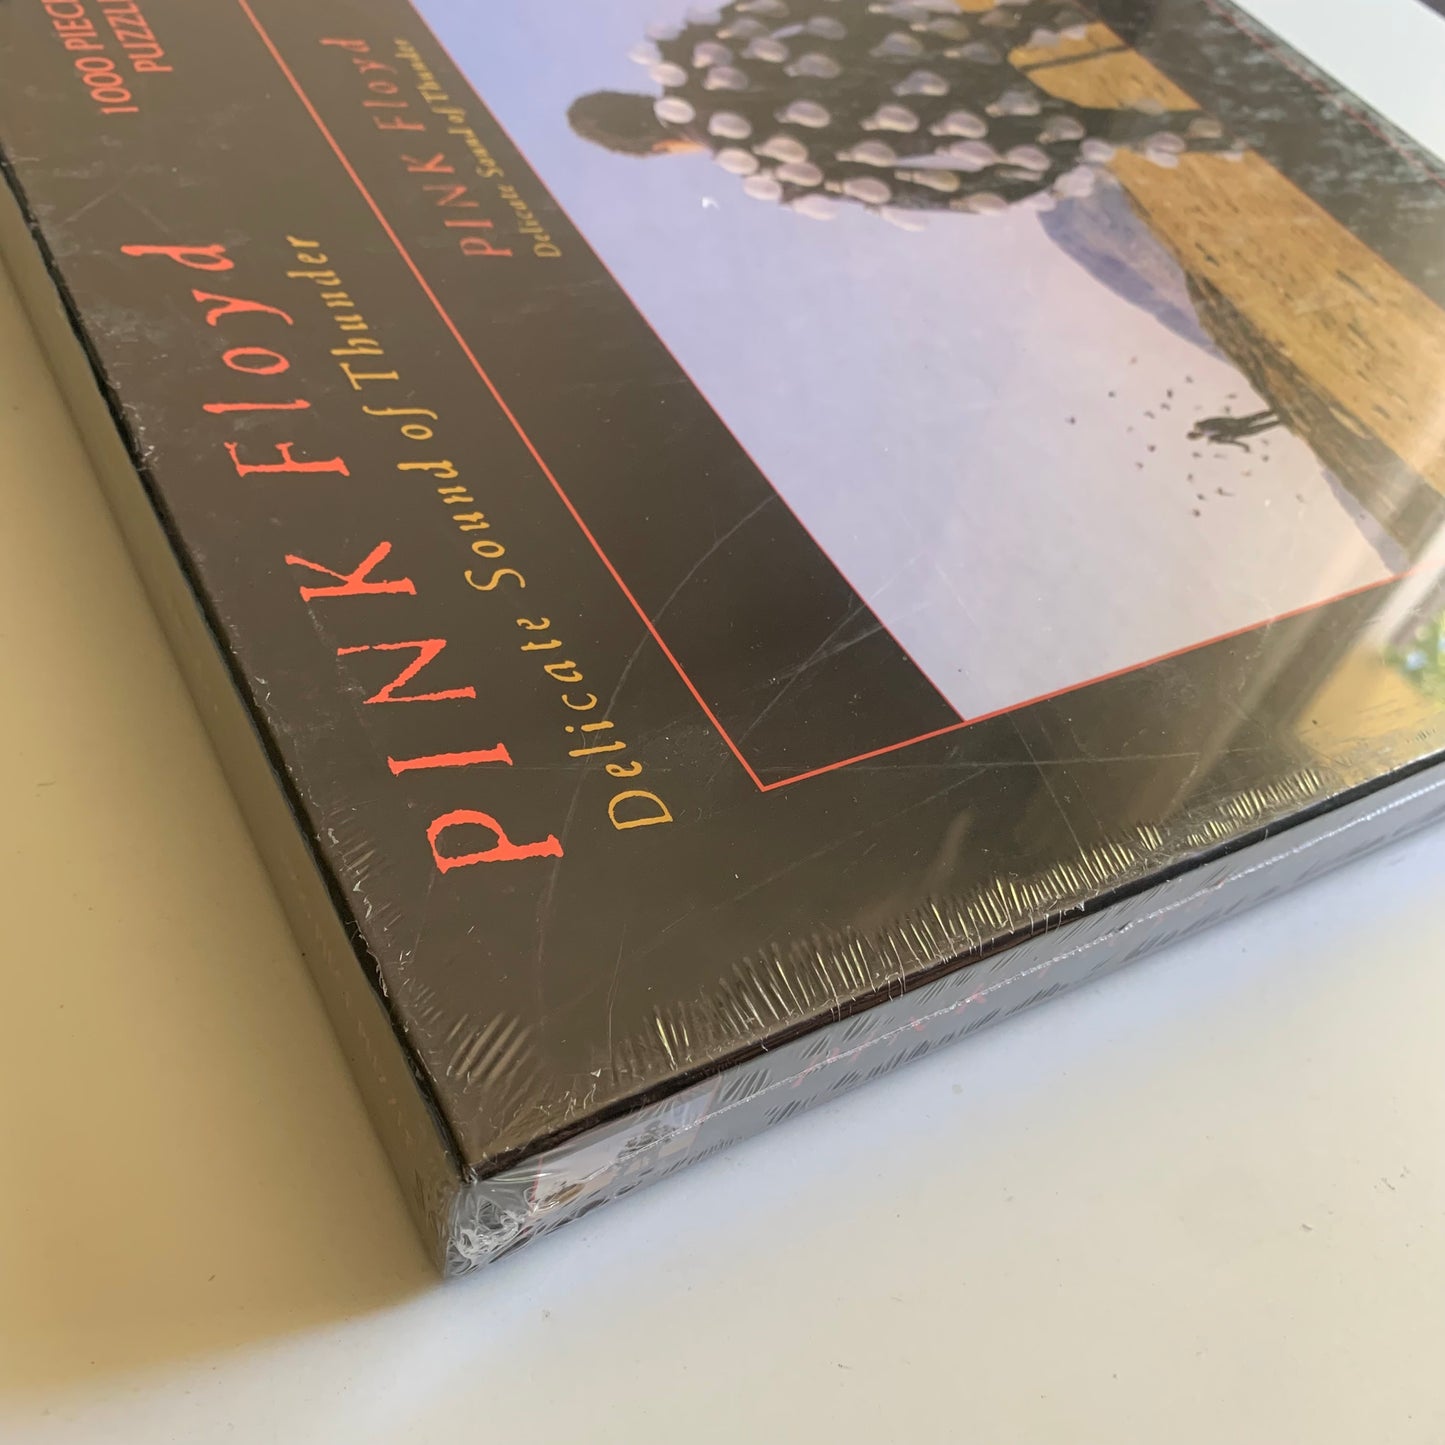 1000 PIECE
PUZZLE
PINK Floyd
Delicate Sound of Thunder
PINK Floyd
Delicate Sound of Thunder